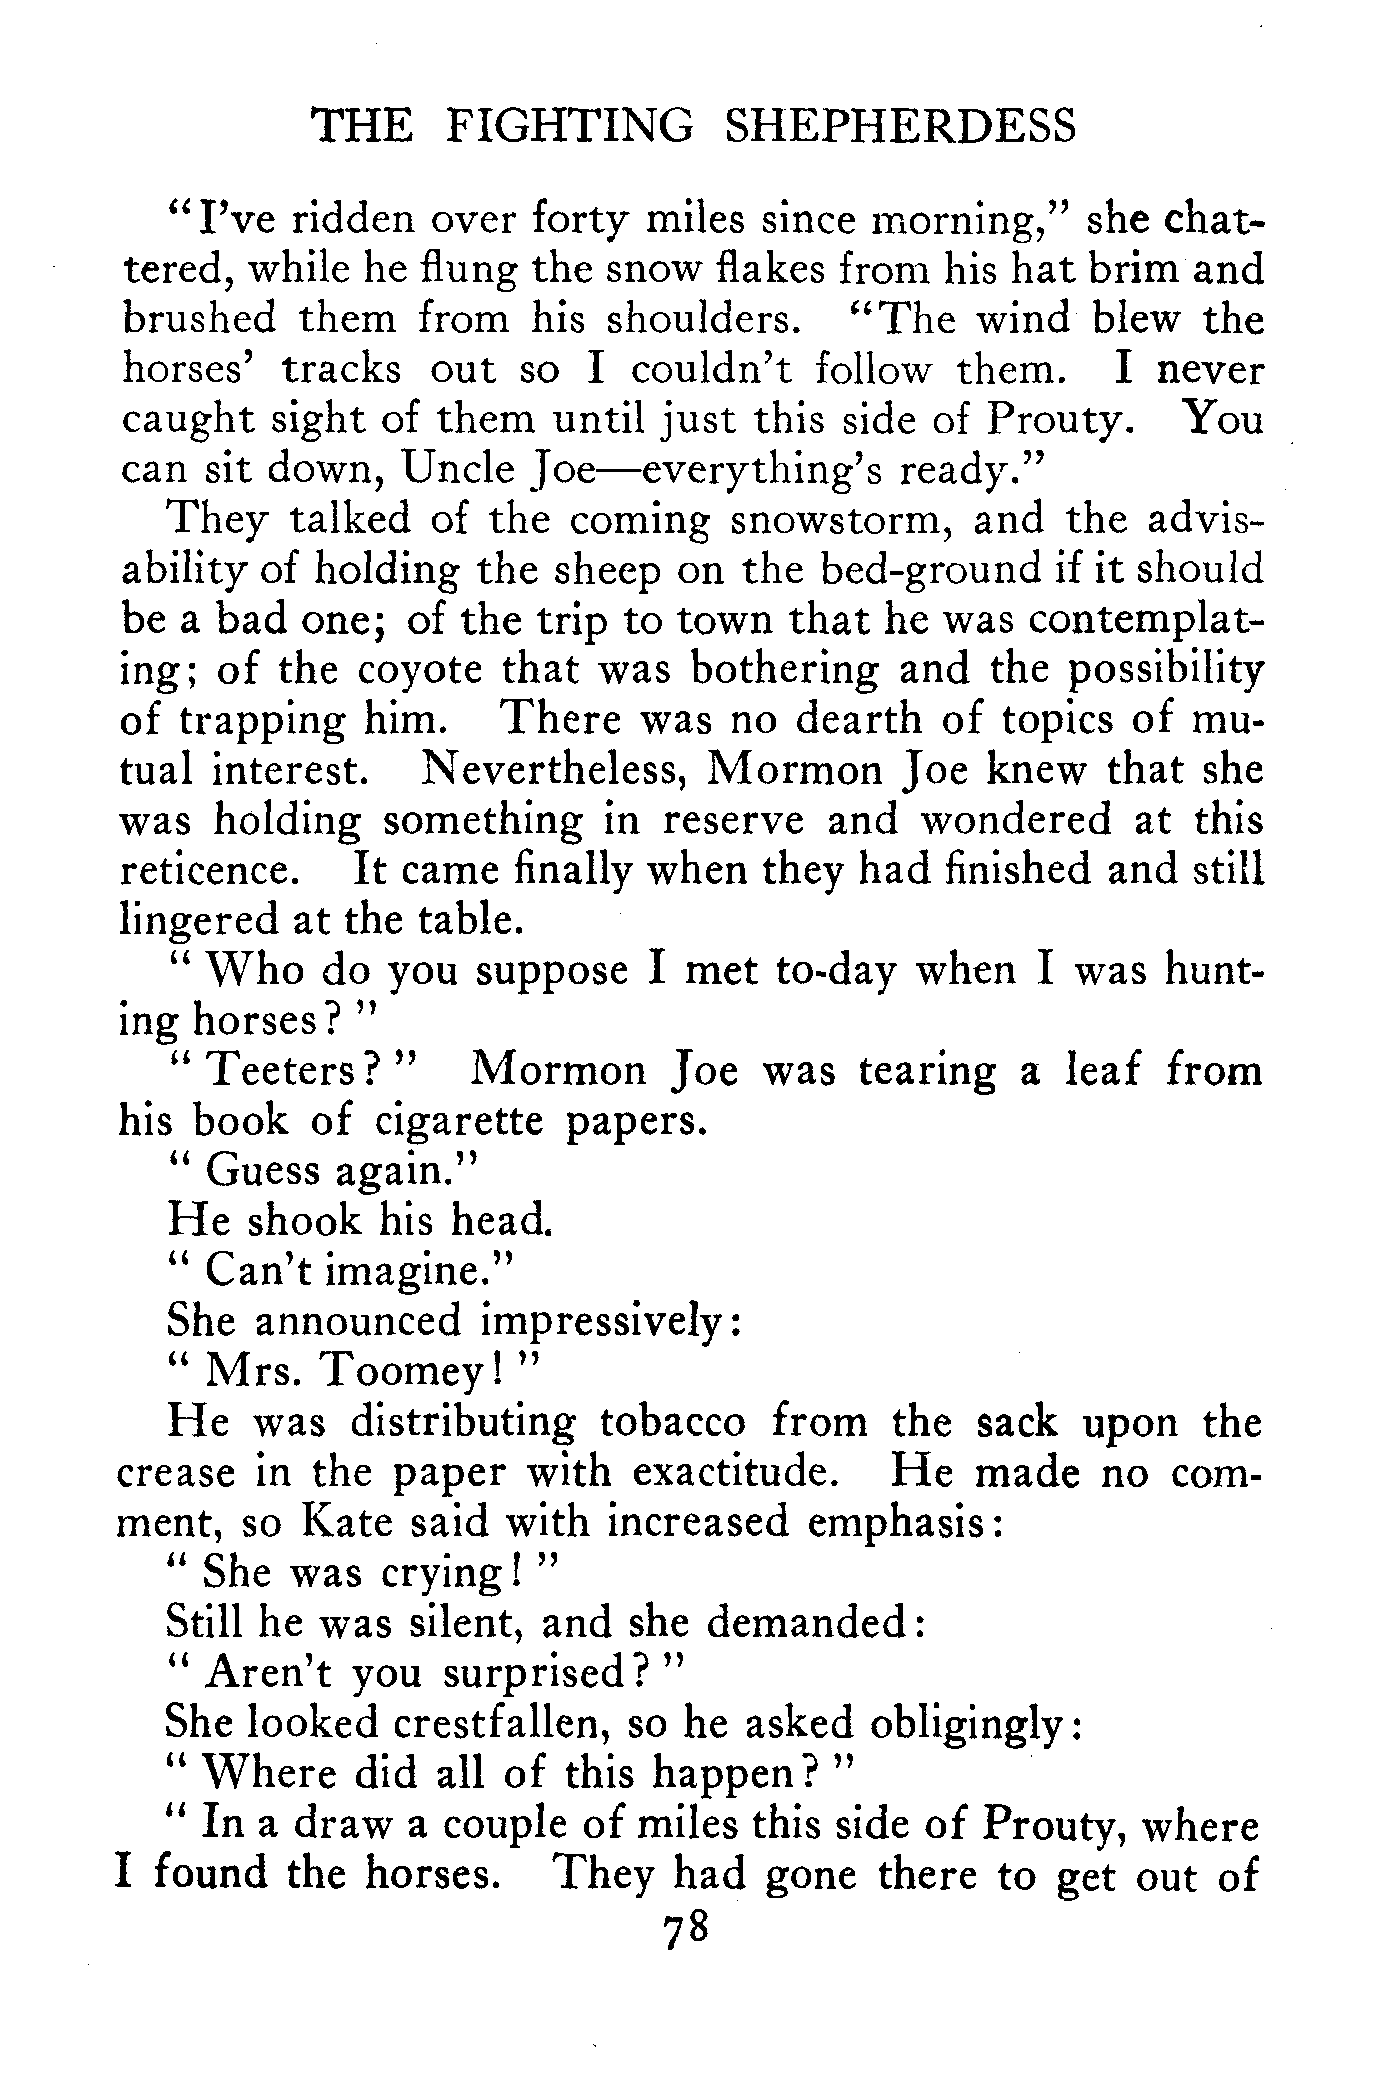 THE FIGHTING SHEPHERDESS
"I've ridden over forty miles since morning," she chat-
tered, while he flung the snow flakes from his hat brim and
brushed them from his shoulders. "The wind blew the
horses' tracks out so I couldn't follow them. I never
caught sight of them until just this side of Prouty. You
can sit down, Uncle Joe—everything's ready."
They talked of the coming snowstorm, and the advis-
ability of holding the sheep on the bed-ground if it should
be a bad one; of the trip to town that he was contemplat-
ing; of the coyote that was bothering and the possibility
of trapping him. There was no dearth of topics of mu-
tual interest. Nevertheless, Mormon Joe knew that she
was holding something in reserve and wondered at this
reticence. It came finally when they had finished and still
lingered at the table.
" Who do you suppose I met to-day when I was hunt-
ing horses? "
" Teeters? " Mormon Joe was tearing a leaf from
his book of cigarette papers.
" Guess again."
He shook his head.
" Can't imagine."
She announced impressively:
" Mrs. Toomey! "
He was distributing tobacco from the sack upon the
crease in the paper with exactitude. He made no com-
ment, so Kate said with increased emphasis:
" She was crying! "
Still he was silent, and she demanded:
" Aren't you surprised? "
She looked crestfallen, so he asked obligingly:
" Where did all of this happen? "
" In a draw a couple of miles this side of Prouty, where
I found the horses. They had gone there to get out of
78